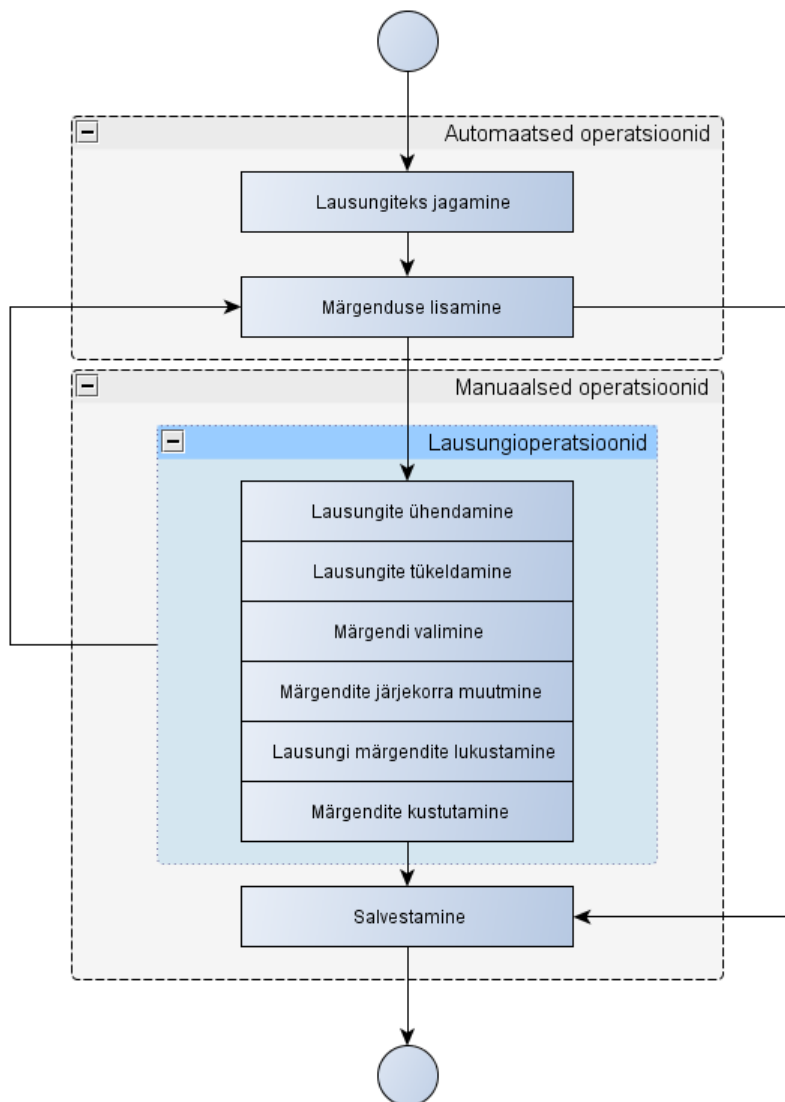 Automaatsed operatsioonid
Lausungiteks jagamine
Märgenduse lisamine
Manuaalsed operatsioonid
Lausungioperatsioonid
Lausungite ühendamine
Lausungite tükeldamine
Märgendi valimine
Märgendite järjekorra muutmine
Lausungi märgendite lukustamine
Märgendite kustutamine
Salvestamine